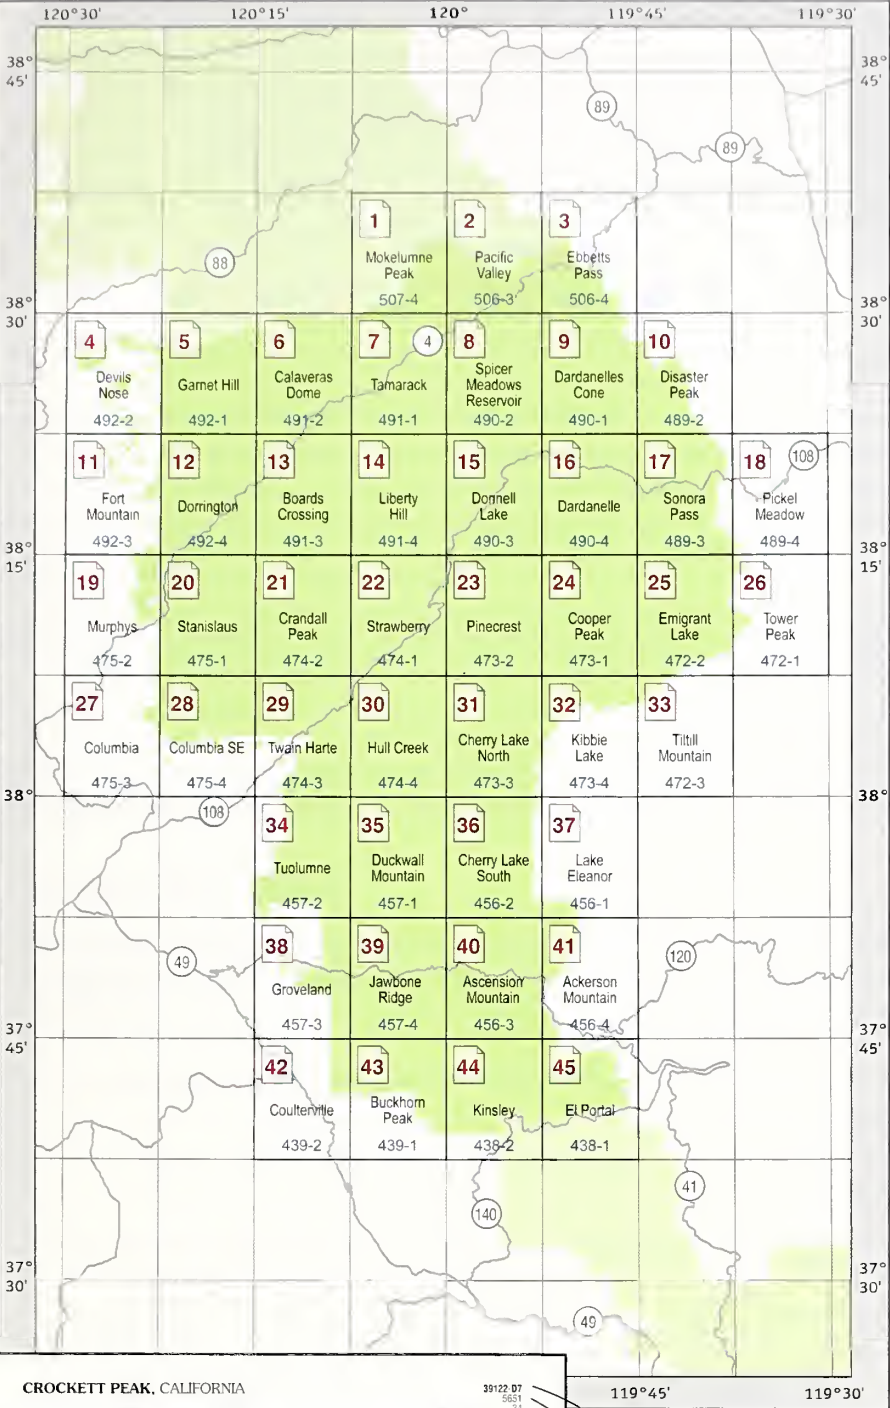 120°30' 120°15' 120° 119°45' 119°30'
38° 38°
45' 45'
89
89
1 2 3
Mokelumne Pacific Ebbetts
Peak Valley Pass
88
507-4 506-3 506-4
38° 38°
30' 30'
4 5 6 7 4 8 9 10
Devils Garnet Hill Calaveras Tamarack Spicer Dardanelles Disaster
Nose Dome Meadows Cone Peak
Reservoir
492-2 492-1 491-2 491-1 490-2 490-1 489-2
11 12 13 14 15 16 17 18 108
Fort Dorrington Boards Liberty Donnell Dardanelle Sonora Pickel
Mountain Crossing Hill Lake Pass Meadow
492-3 492-4 491-3 491-4 490-3 490-4 489-3 489-4
38° 38°
15' 15'
19 20 21 22 23 24 25 26
Murphys Stanislaus Crandall Strawberry Pinecrest Cooper Emigrant Tower
Peak Peak Lake Peak
475-2 475-1 474-2 474-1 473-2 473-1 472-2 472-1
27 28 29 30 31 32 33
Columbia Columbia SE Twain Harte Hull Creek Cherry Lake Kibbie Tiltill
North Lake Mountain
475-3 475-4 474-3 474-4 473-3 473-4 472-3
38° 38°
108
34 35 36 37
Tuolumne Duckwall Cherry Lake Lake
Mountain South Eleanor
457-2 457-1 456-2 456-1
38 39 40 41
49 120
Groveland Jawbone Ascension Ackerson
Ridge Mountain Mountain
457-3 457-4 456-3 456-4
37° 37°
45' 45'
42 43 44 45
Coulterville Buckhorn Kinsley El Portal
Peak
439-2 439-1 438-2 438-1
41
140
37° 37°
30' 30'
49
CROCKETT PEAK, CALIFORNIA
39122 D7
5651
119°45' 119°30'